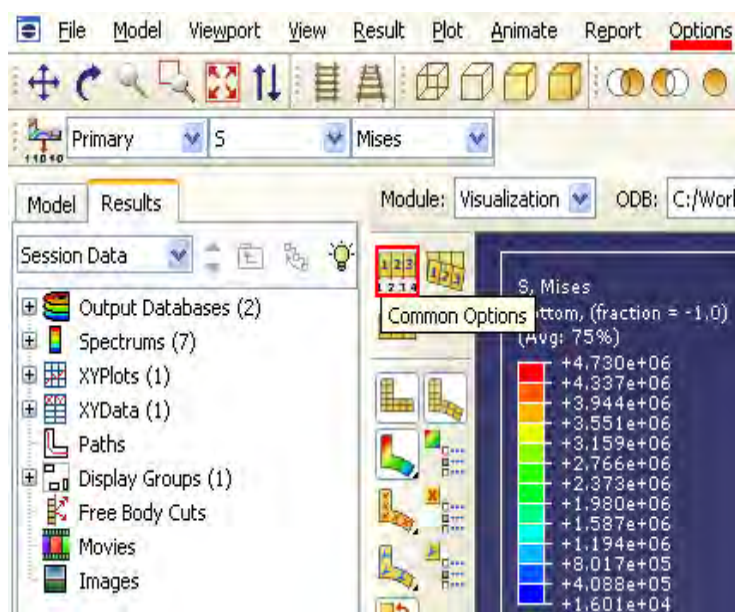 File Model Viewport View Result Plot Animate Report Options
Primary S Mises
Model Results Module: Visualization ODB: C:/Worl
Session Data
Output Databases (2)
Spectrums (7)
XYPlots (1)
XYData (1)
Paths
Display Groups (1)
Free Body Cuts
Movies
Images
Common Options
S, Mises
ottom, (fraction = -1.0)
(Avg: 75%)
+4.730e+06
+4.337e+06
+3.944e+06
+3.551e+06
+3.159e+06
+2.766e+06
+2.373e+06
+1.980e+06
+1.587e+06
+1.194e+06
+8.017e+05
+4.088e+05
+1.601e+04